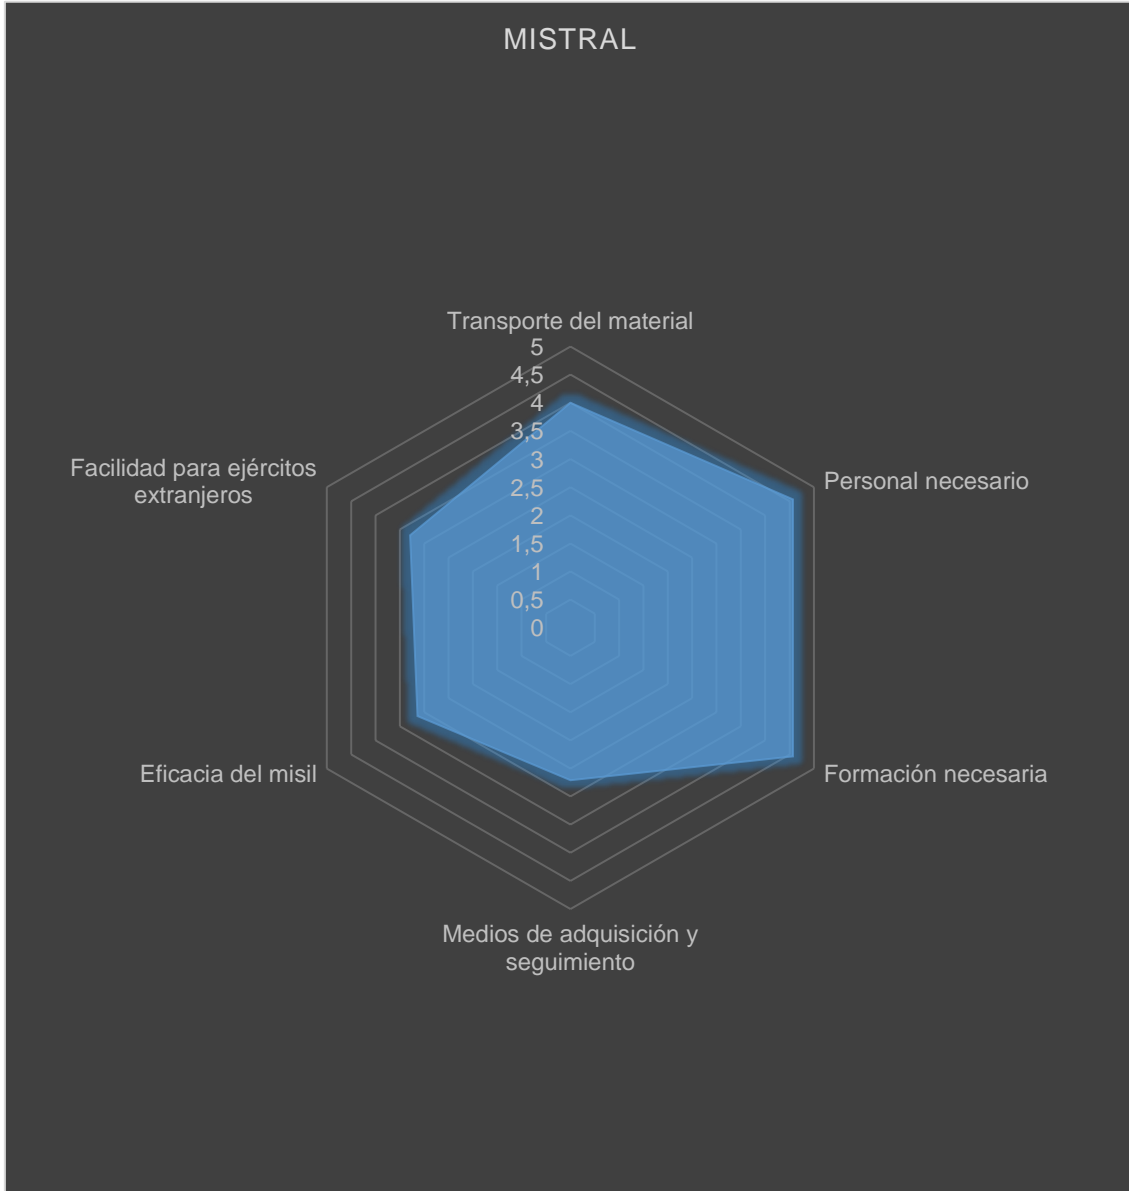 MISTRAL
Transporte del material
5
4,5
4
3,5
3
2,5
2
1,5
1
0,5
0
Personal necesario
Formación necesaria
Medios de adquisición y
seguimiento
Eficacia del misil
Facilidad para ejércitos
extranjeros